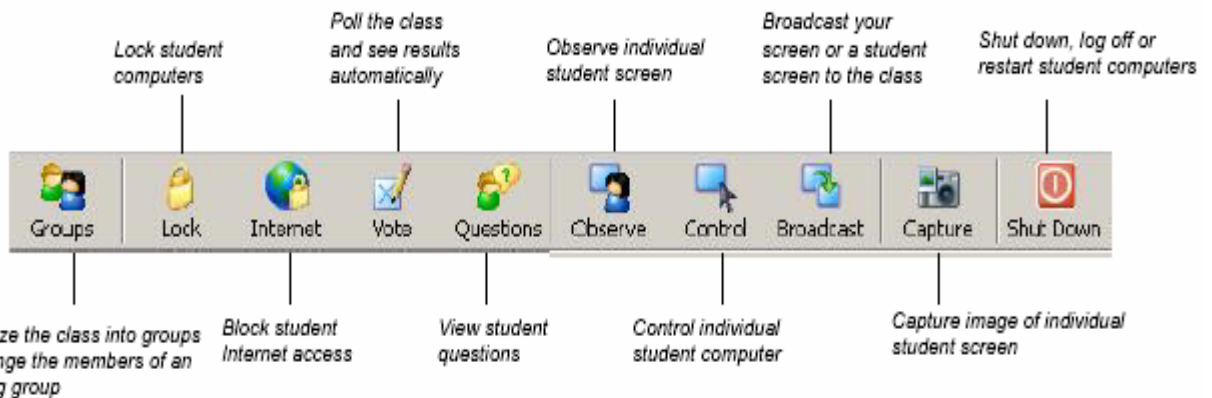 Lock student
computers
Poll the class
and see results
automatically
Observe individual
student screen
Broadcast your
screen or a student
screen to the class
Shut down, log off or
restart student computers
Groups
Lock
Internet
Vote
Questions
Observe
Control
Broadcast
Capture
Shut Down
the class into groups
the members of an
group
Block student
Internet access
View student
questions
Control individual
student computer
Capture image of individual
student screen